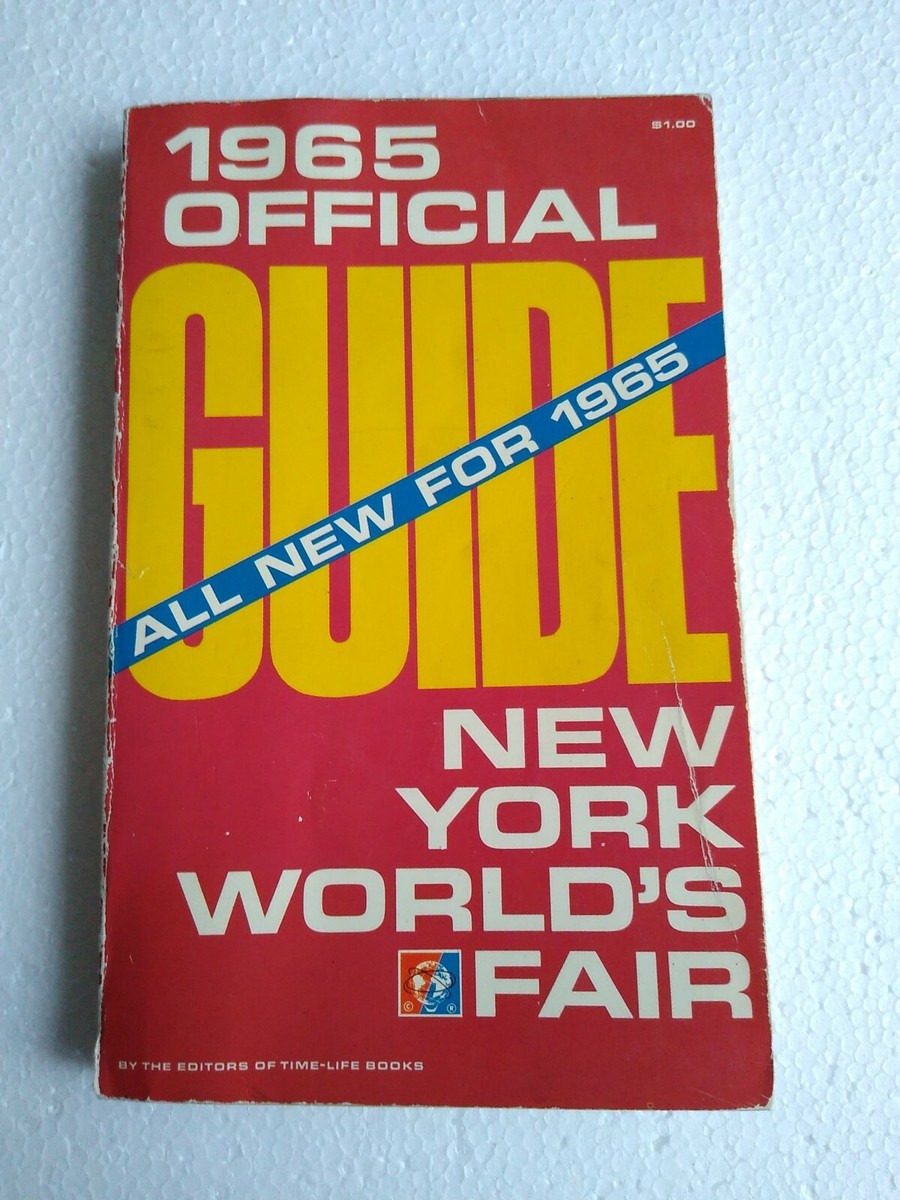 $1.00
1965
OFFICIAL
GUIDE
ALL NEW FOR 1965
NEW
YORK
WORLD'S
FAIR
© ®
BY THE EDITORS OF TIME-LIFE BOOKS